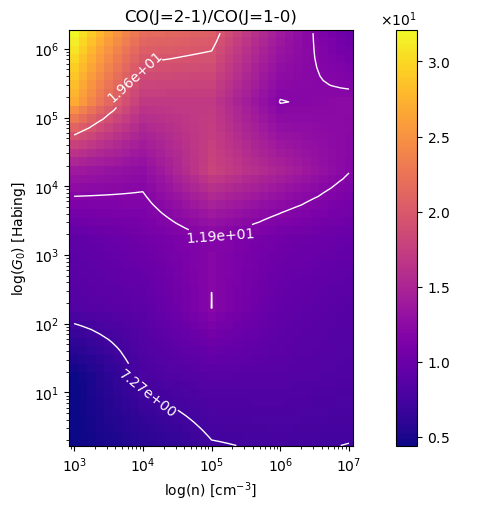 CO(J=2-1)/CO(J=1-0)
×10¹
10⁶
10⁵
10⁴
10³
10²
10¹
log(G₀) [Habing]
1.96e+01
1.19e+01
7.27e+00
10³ 10⁴ 10⁵ 10⁶ 10⁷
log(n) [cm⁻³]
3.0
2.5
2.0
1.5
1.0
0.5